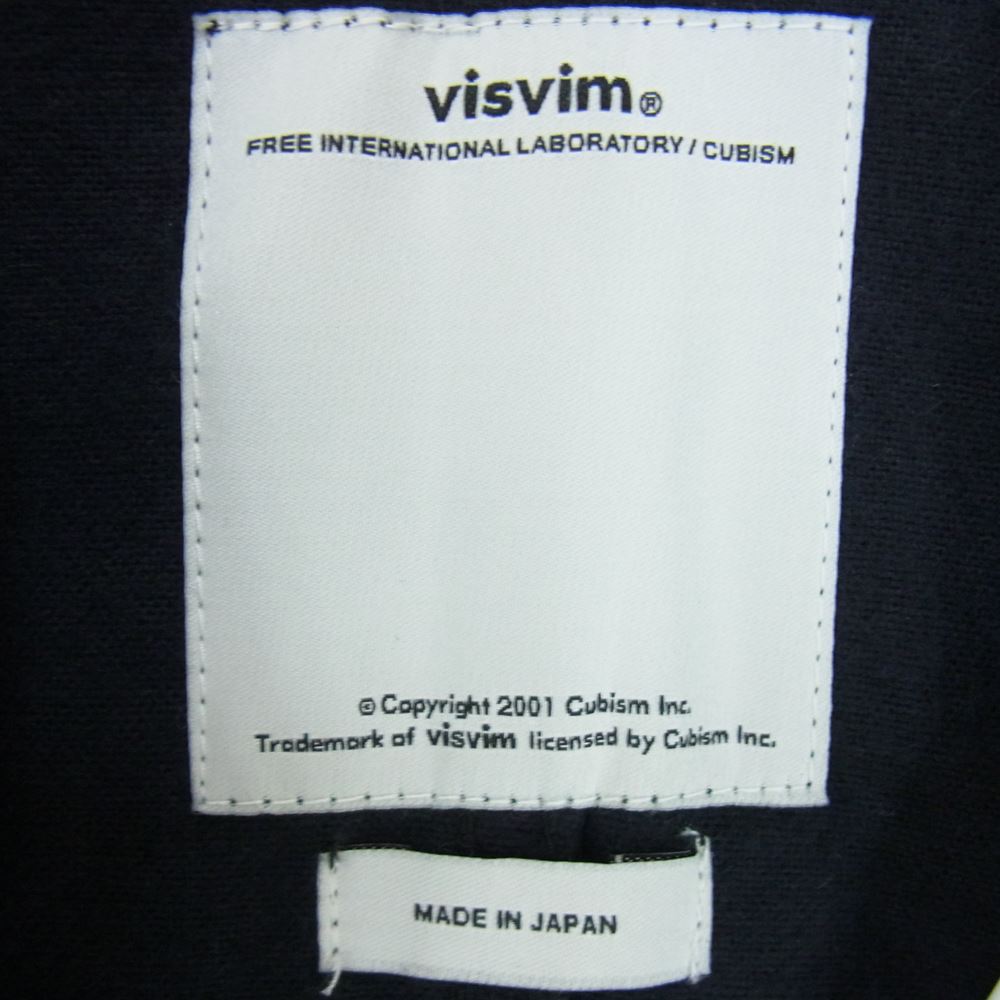 visvim®
FREE INTERNATIONAL LABORATORY / CUBISM
© Copyright 2001 Cubism Inc.
Trademark of visvim licensed by Cubism Inc.
MADE IN JAPAN